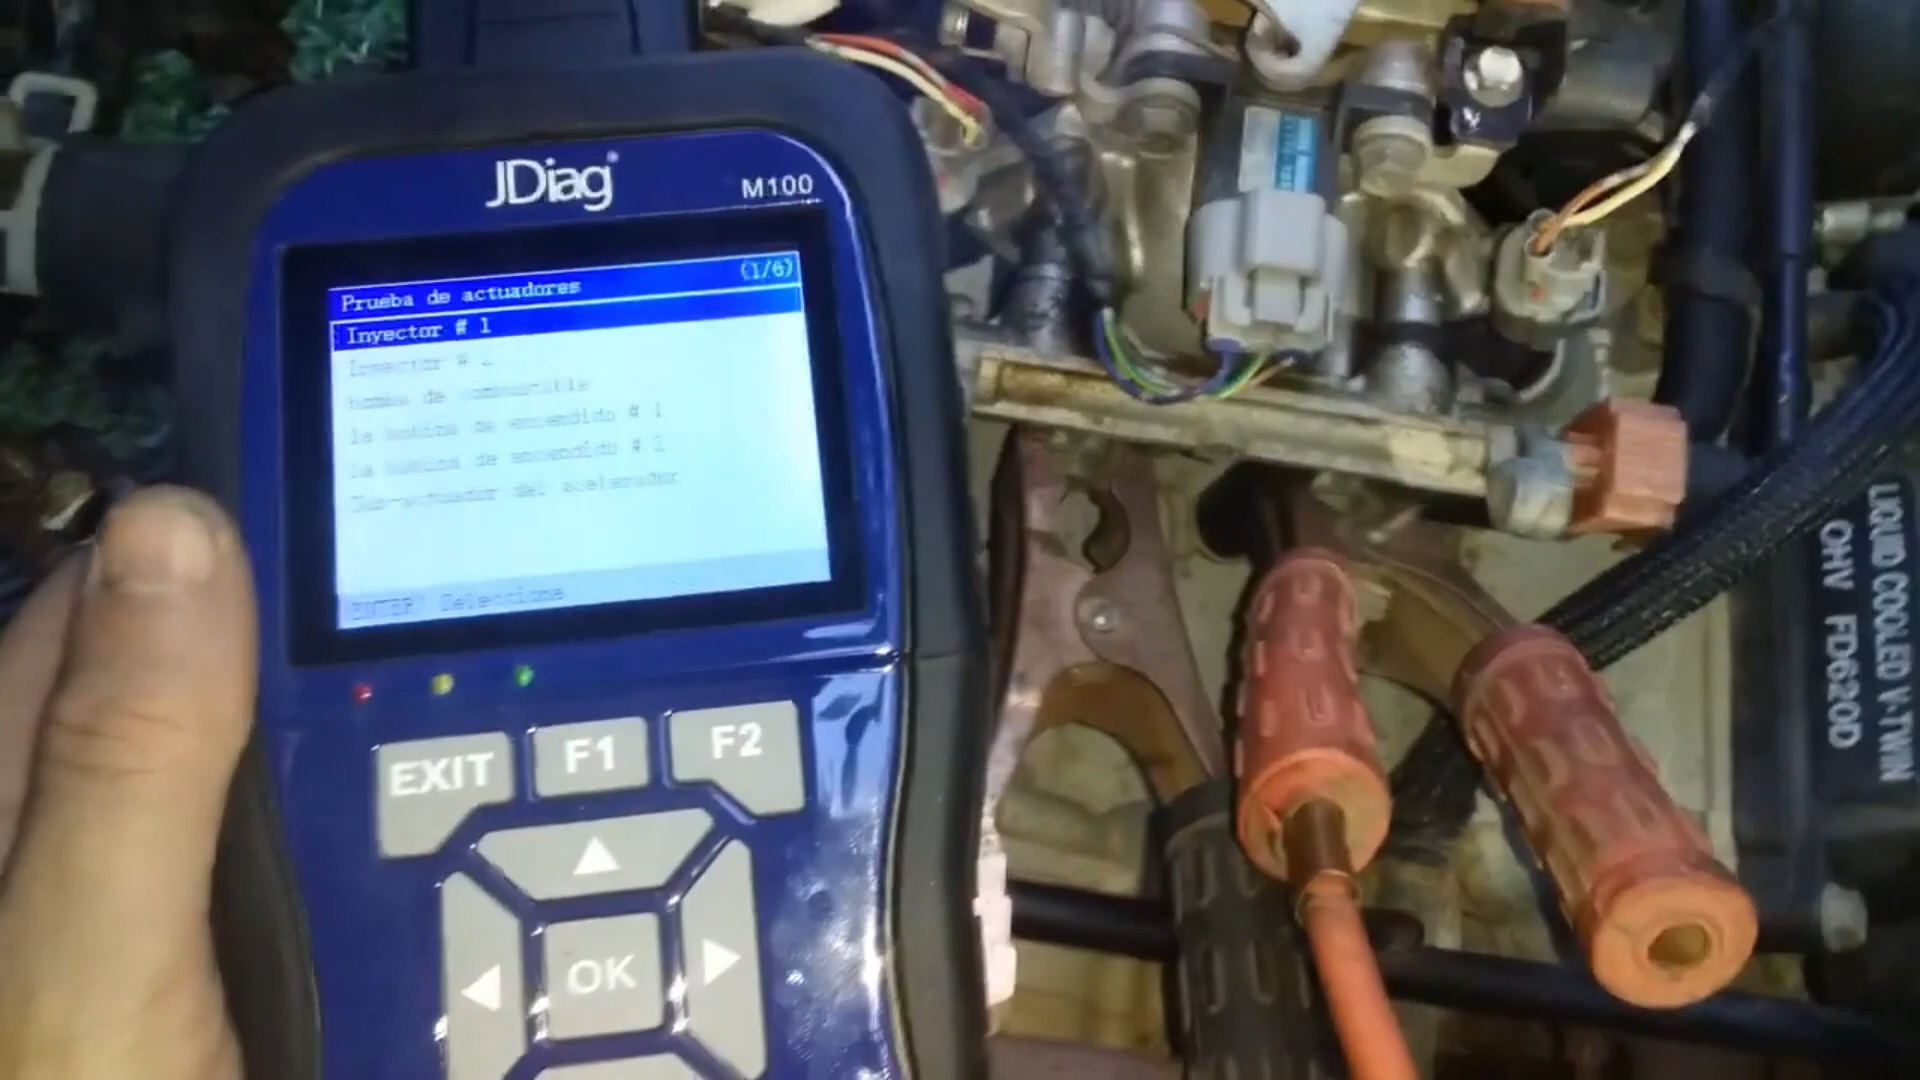 JDiag®
M100
Prueba de actuadores (1/6)
Inyector # 1
Inyector # 2
bomba de combustible
la bobina de encendido # 1
la bobina de encendido # 1
Sub-actuador del acelerador
ENTER: Seleccione
EXIT
F1
F2
OK
LIQUID COOLED V-TWIN
OHV FD620D